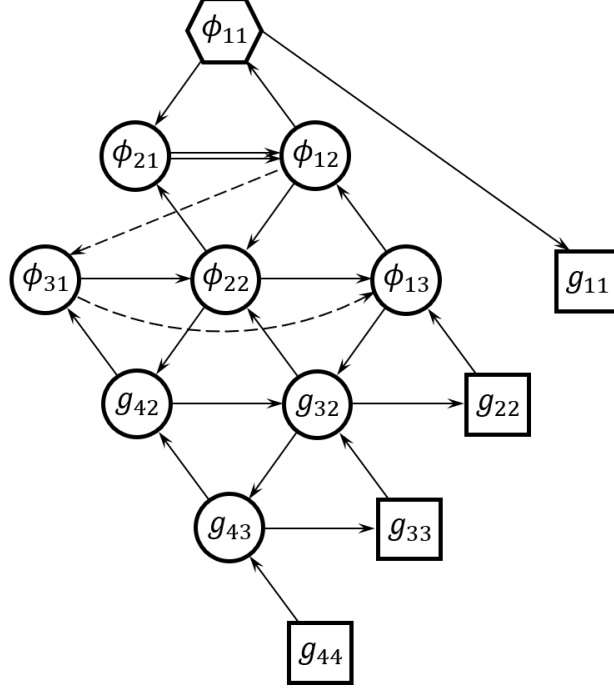 ϕ₁₁
ϕ₂₁ ϕ₁₂
ϕ₃₁ ϕ₂₂ ϕ₁₃ g₁₁
g₄₂ g₃₂ g₂₂
g₄₃ g₃₃
g₄₄